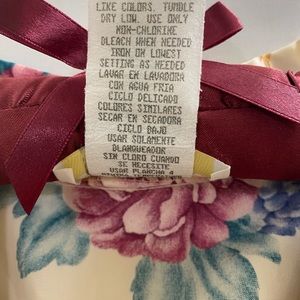 LIKE COLORS. TUMBLE
DRY LOW. USE ONLY
NON-CHLORINE
BLEACH WHEN NEEDED
IRON ON LOWEST
SETTING AS NEEDED
LAVAR EN LAVADORA
CON AGUA FRIA
CICLO DELICADO
COLORES SIMILARES
SECAR EN SECADORA
CICLO BAJO
USAR SOLAMENTE
BLANQUEADOR
SIN CLORO CUANDO
SE NECESITE
USAR PLANCHA A